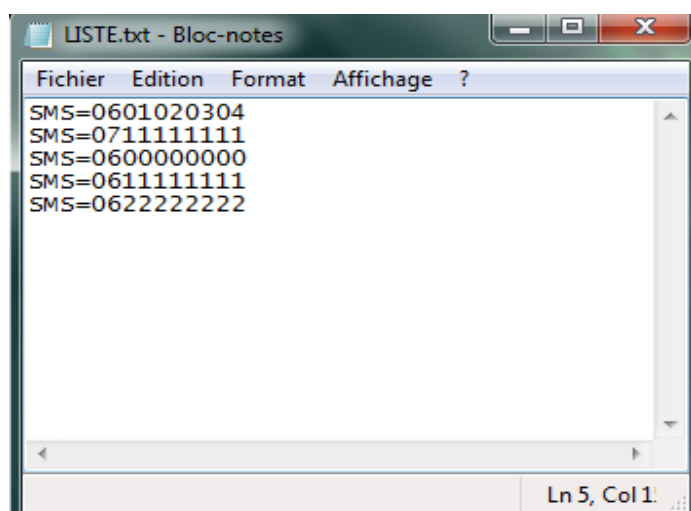 LISTE.txt - Bloc-notes
Fichier Edition Format Affichage ?
SMS=0601020304
SMS=0711111111
SMS=0600000000
SMS=0611111111
SMS=0622222222
Ln 5, Col 1